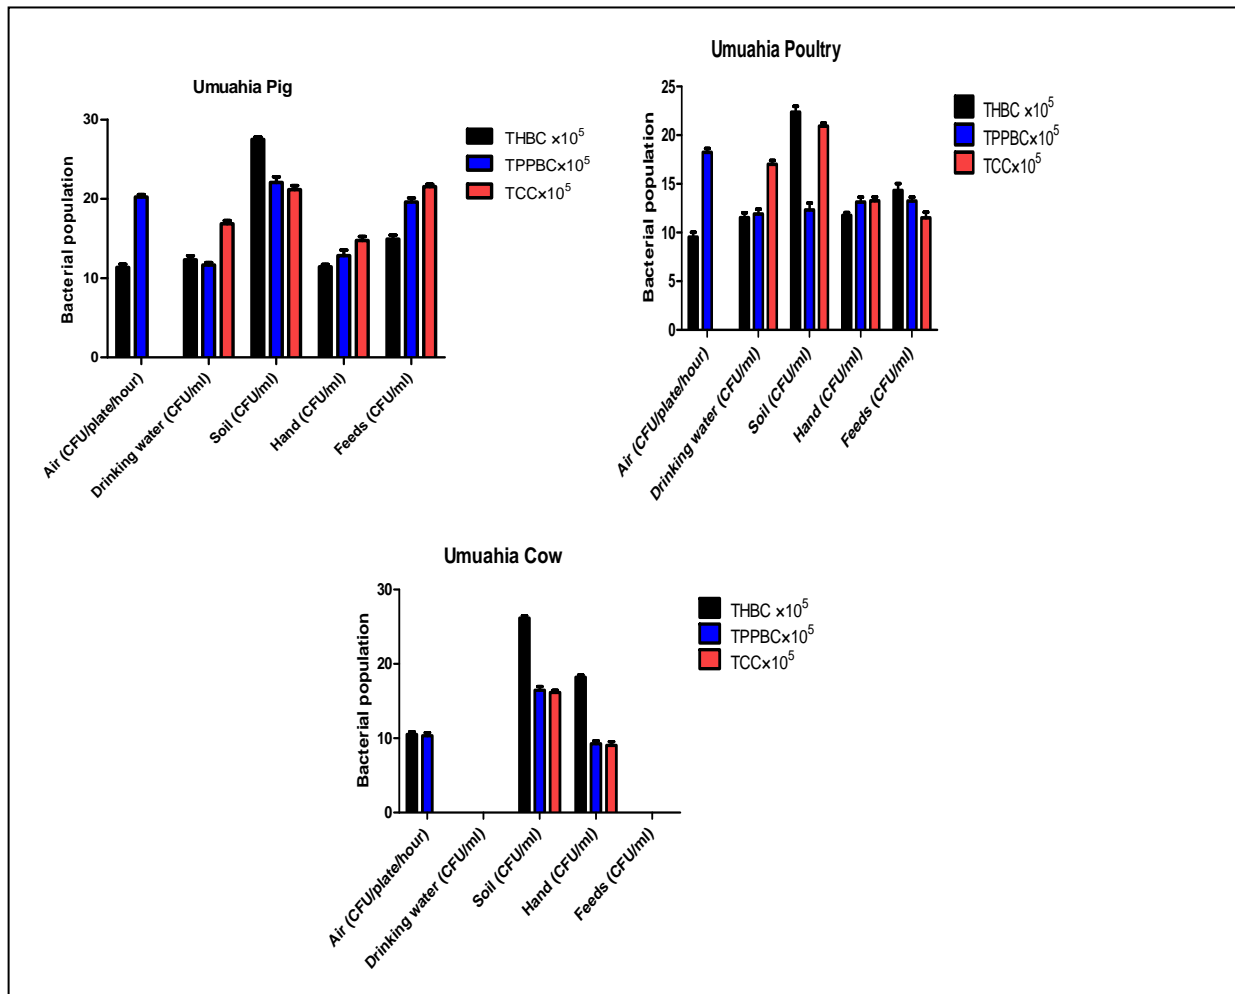 Umuahia Pig
Bacterial population
30
20
10
0
Air (CFU/plate/hour)
Drinking water (CFU/ml)
Soil (CFU/ml)
Hand (CFU/ml)
Feeds (CFU/ml)
THBC ×10⁵
TPPBC×10⁵
TCC×10⁵
Umuahia Poultry
Bacterial population
25
20
15
10
5
0
Air (CFU/plate/hour)
Drinking water (CFU/ml)
Soil (CFU/ml)
Hand (CFU/ml)
Feeds (CFU/ml)
THBC ×10⁵
TPPBC×10⁵
TCC×10⁵
Umuahia Cow
Bacterial population
30
20
10
0
Air (CFU/plate/hour)
Drinking water (CFU/ml)
Soil (CFU/ml)
Hand (CFU/ml)
Feeds (CFU/ml)
THBC ×10⁵
TPPBC×10⁵
TCC×10⁵